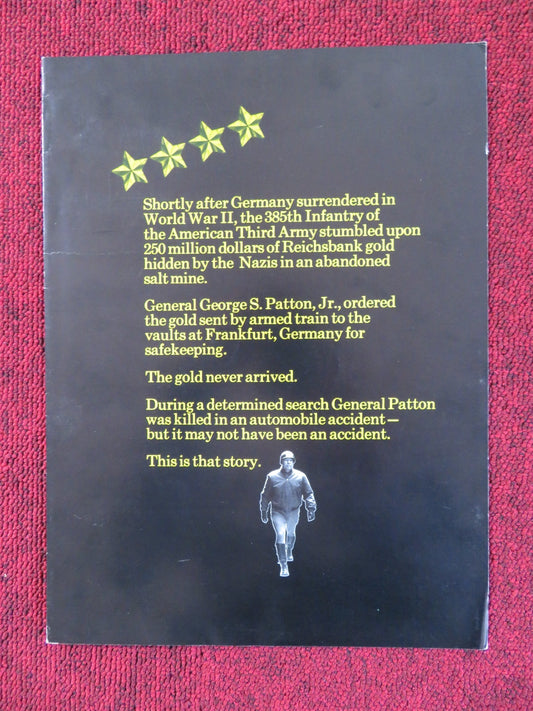 Shortly after Germany surrendered in
World War II, the 385th Infantry of
the American Third Army stumbled upon
250 million dollars of Reichsbank gold
hidden by the Nazis in an abandoned
salt mine.
General George S. Patton, Jr., ordered
the gold sent by armed train to the
vaults at Frankfurt, Germany for
safekeeping.
The gold never arrived.
During a determined search General Patton
was killed in an automobile accident—
but it may not have been an accident.
This is that story.